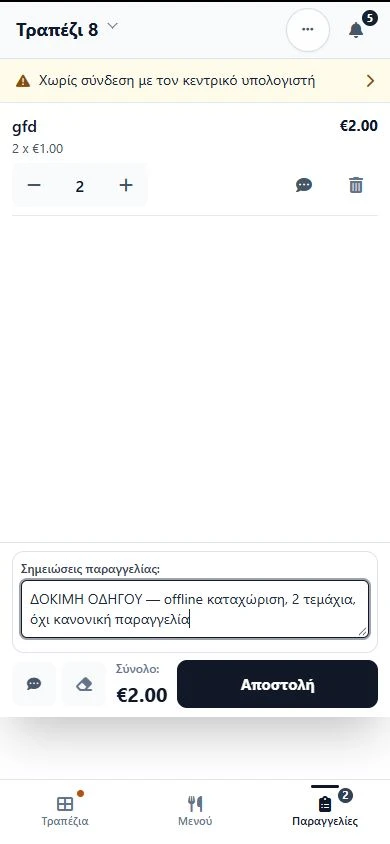 Τραπέζι 8
5
Χωρίς σύνδεση με τον κεντρικό υπολογιστή
gfd €2.00
2 x €1.00
2
Σημειώσεις παραγγελίας:
ΔΟΚΙΜΗ ΟΔΗΓΟΥ — offline καταχώριση, 2 τεμάχια,
όχι κανονική παραγγελία
Σύνολο:
€2.00
Αποστολή
2
Τραπέζια Μενού Παραγγελίες